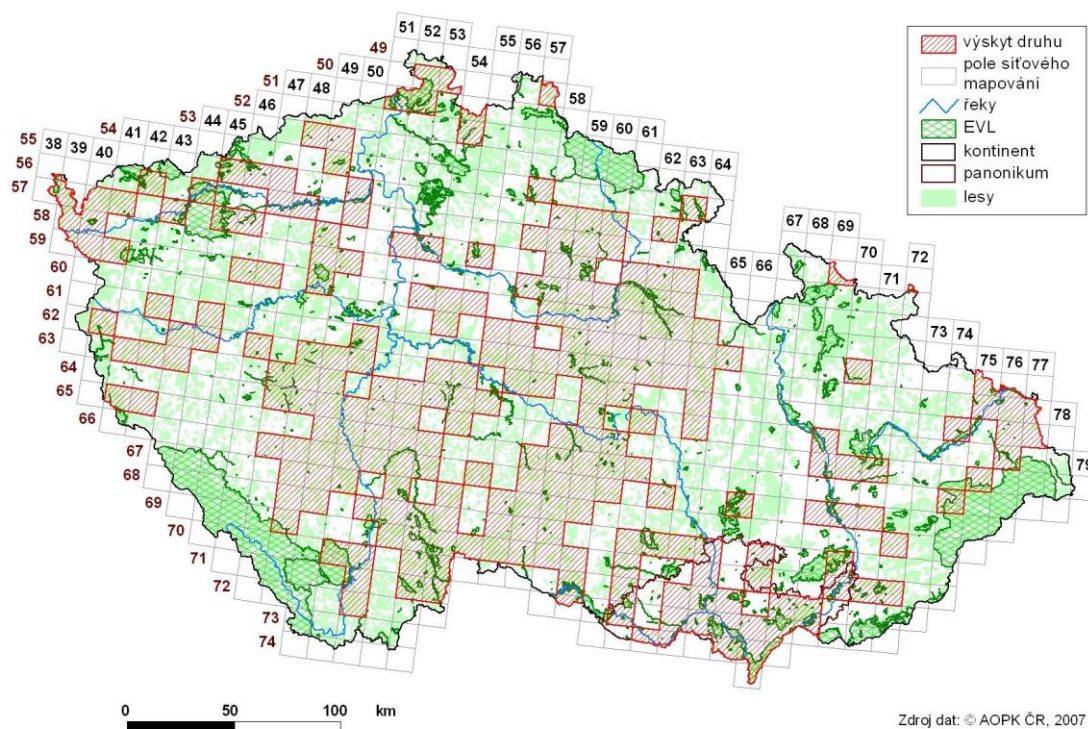 51 52 53
55 56 57
49
54
50
49 50
58
51
47 48
52
46
59 60 61
53
44 45
54
41 42 43
62 63 64
55
38 39 40
56
57
58
59
60
61
62
63
64
65
66
67
68
69
70
71
72
73
74
65 66
67 68 69
70
71
72
73 74
75 76 77
78
79
výskyt druhu
pole síťového
mapování
řeky
EVL
kontinent
panonikum
lesy
0 50 100 km
Zdroj dat: © AOPK ČR, 2007